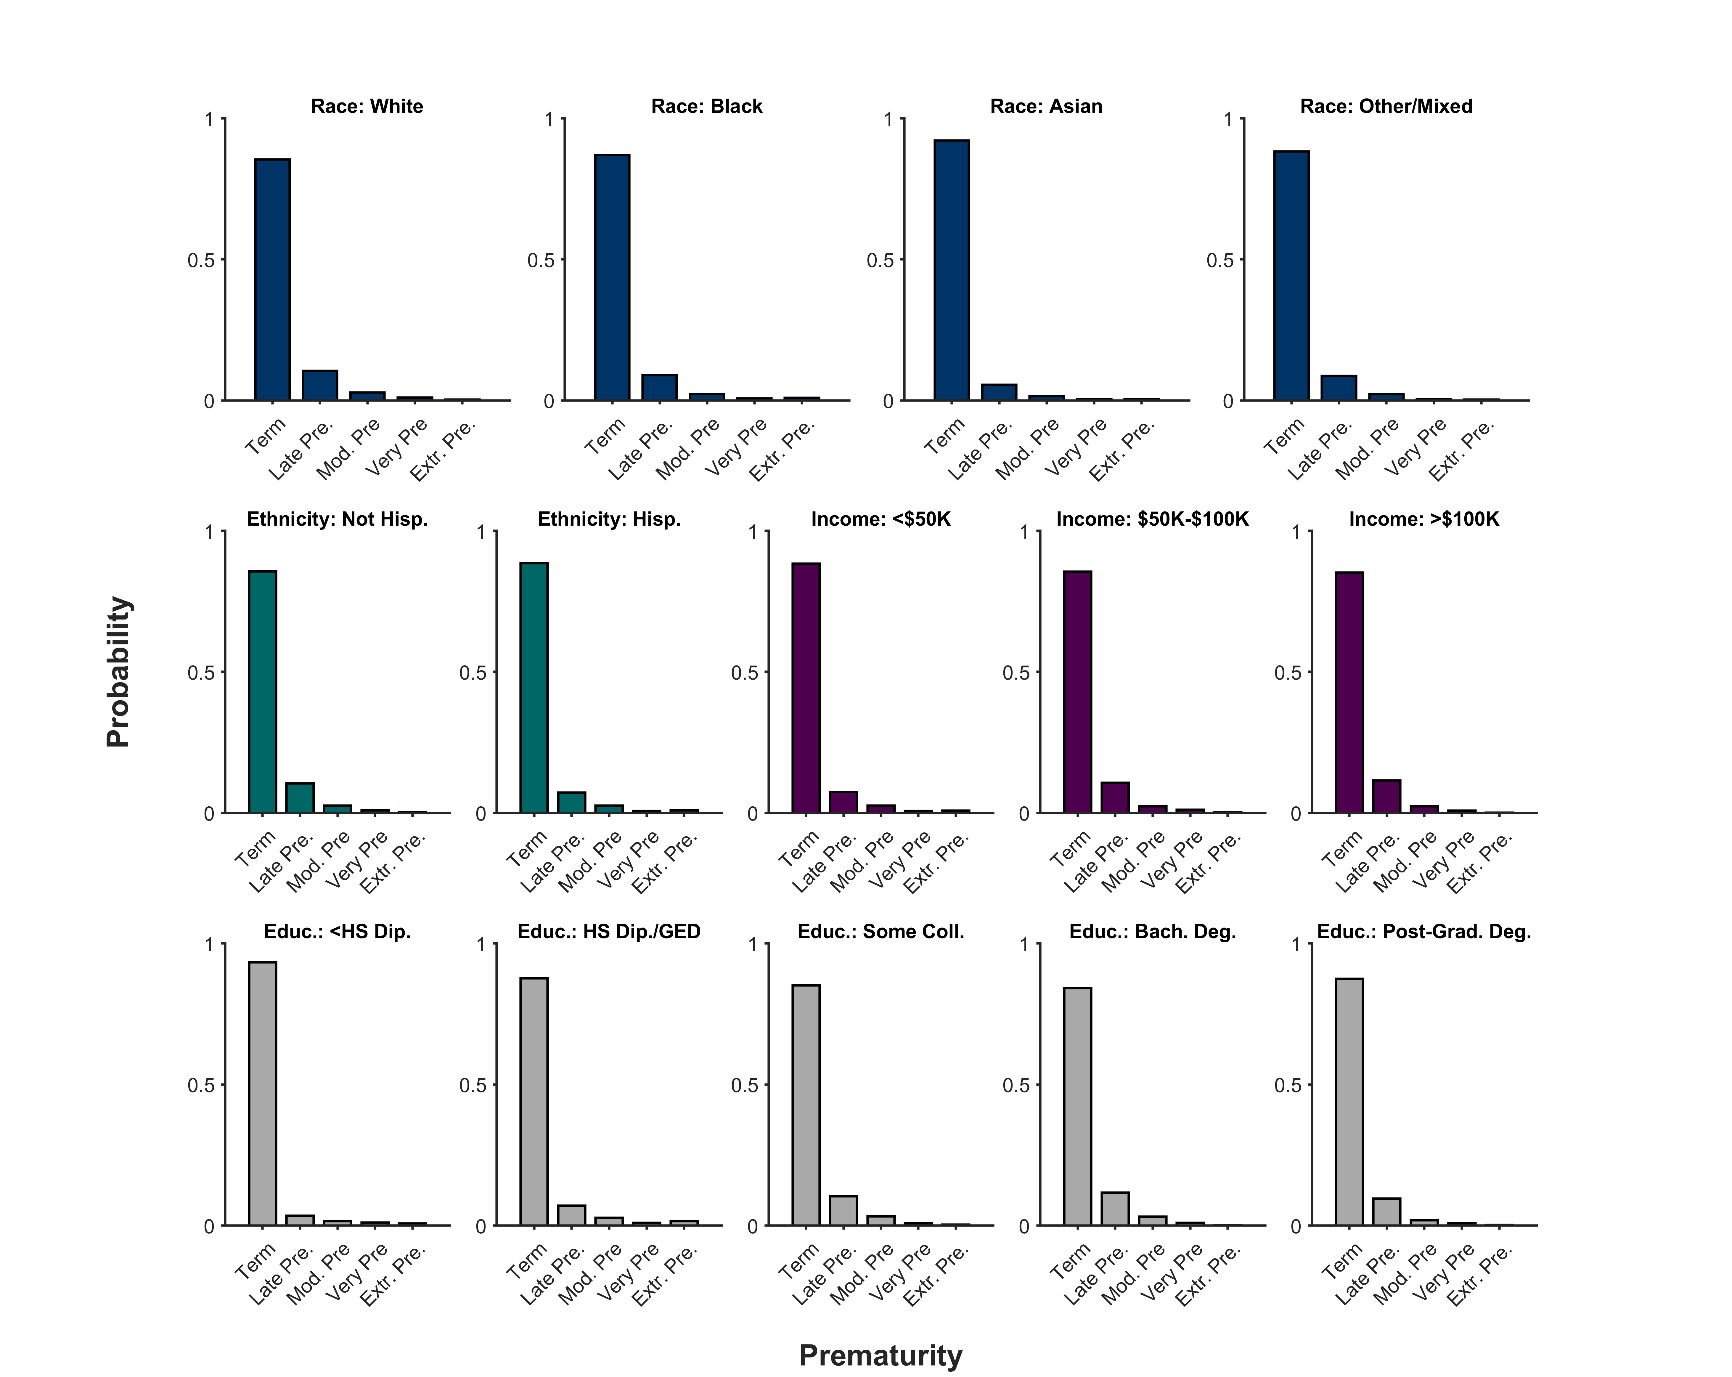 Race: White
1
0.5
0
Term
Late Pre.
Mod. Pre
Very Pre
Extr. Pre.
Race: Black
1
0.5
0
Term
Late Pre.
Mod. Pre
Very Pre
Extr. Pre.
Race: Asian
1
0.5
0
Term
Late Pre.
Mod. Pre
Very Pre
Extr. Pre.
Race: Other/Mixed
1
0.5
0
Term
Late Pre.
Mod. Pre
Very Pre
Extr. Pre.
Probability
Ethnicity: Not Hisp.
1
0.5
0
Term
Late Pre.
Mod. Pre
Very Pre
Extr. Pre.
Ethnicity: Hisp.
1
0.5
0
Term
Late Pre.
Mod. Pre
Very Pre
Extr. Pre.
Income: <$50K
1
0.5
0
Term
Late Pre.
Mod. Pre
Very Pre
Extr. Pre.
Income: $50K-$100K
1
0.5
0
Term
Late Pre.
Mod. Pre
Very Pre
Extr. Pre.
Income: >$100K
1
0.5
0
Term
Late Pre.
Mod. Pre
Very Pre
Extr. Pre.
Educ.: <HS Dip.
1
0.5
0
Term
Late Pre.
Mod. Pre
Very Pre
Extr. Pre.
Educ.: HS Dip./GED
1
0.5
0
Term
Late Pre.
Mod. Pre
Very Pre
Extr. Pre.
Educ.: Some Coll.
1
0.5
0
Term
Late Pre.
Mod. Pre
Very Pre
Extr. Pre.
Educ.: Bach. Deg.
1
0.5
0
Term
Late Pre.
Mod. Pre
Very Pre
Extr. Pre.
Educ.: Post-Grad. Deg.
1
0.5
0
Term
Late Pre.
Mod. Pre
Very Pre
Extr. Pre.
Prematurity